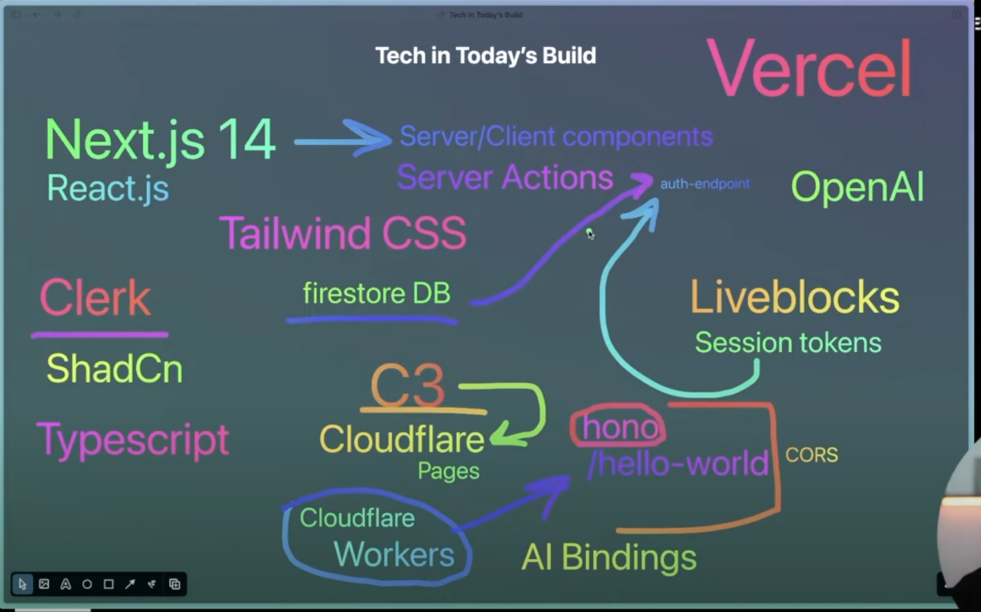 Tech in Today's Build
Tech in Today's Build
Vercel
Next.js 14
Server/Client components
React.js
Server Actions
auth-endpoint
OpenAI
Tailwind CSS
Clerk
firestore DB
Liveblocks
Session tokens
ShadCn
C3
Typescript
Cloudflare
Pages
hono
/hello-world
CORS
Cloudflare
Workers
AI Bindings